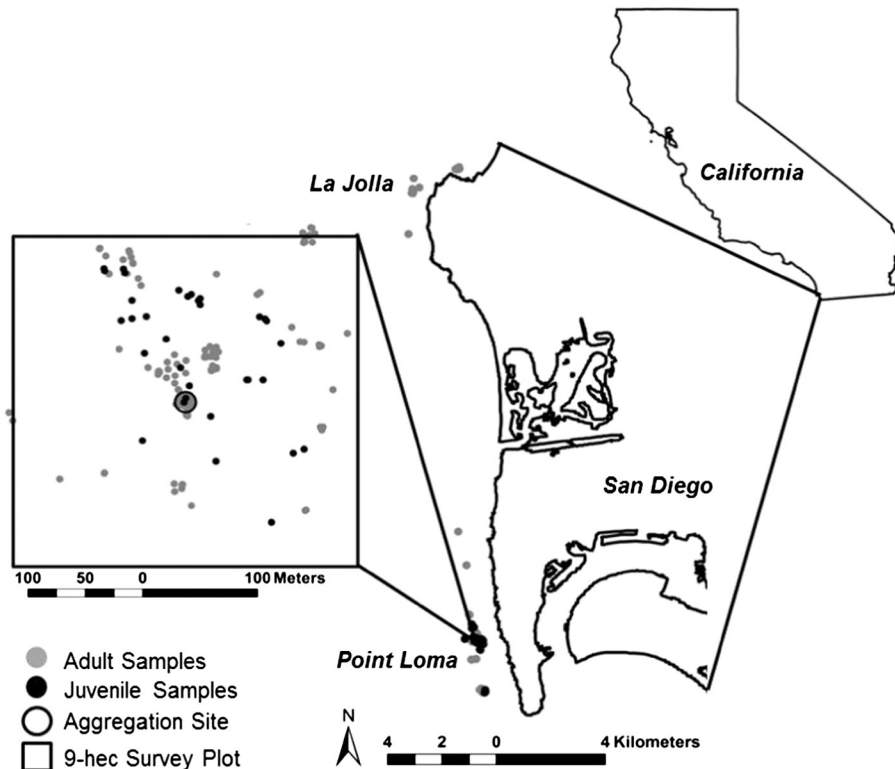 California
La Jolla
San Diego
100 50 0 100 Meters
Point Loma
Adult Samples
Juvenile Samples
Aggregation Site
9-hec Survey Plot
N
4 2 0 4 Kilometers